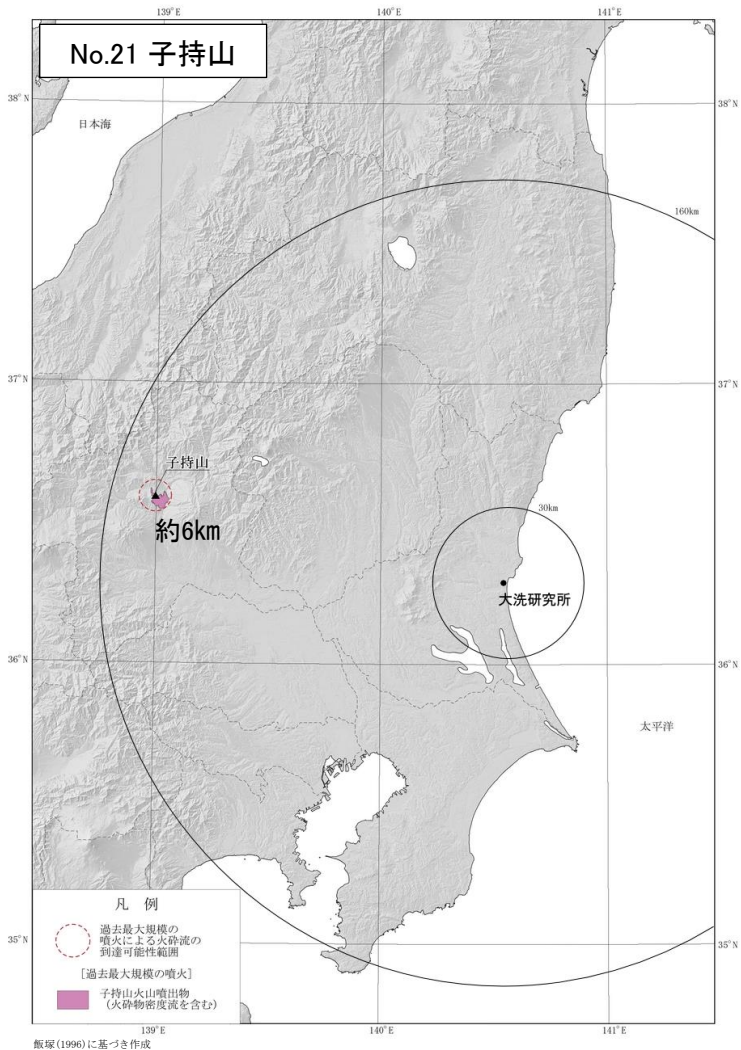 139°E
140°E
141°E
No.21 子持山
38°N
38°N
日本海
160km
37°N
37°N
子持山
約6km
30km
大洗研究所
36°N
36°N
太平洋
凡 例
過去最大規模の
噴火による火砕流の
到達可能性範囲
[過去最大規模の噴火]
子持山火山噴出物
(火砕物密度流を含む)
35°N
35°N
139°E
140°E
141°E
飯塚(1996)に基づき作成